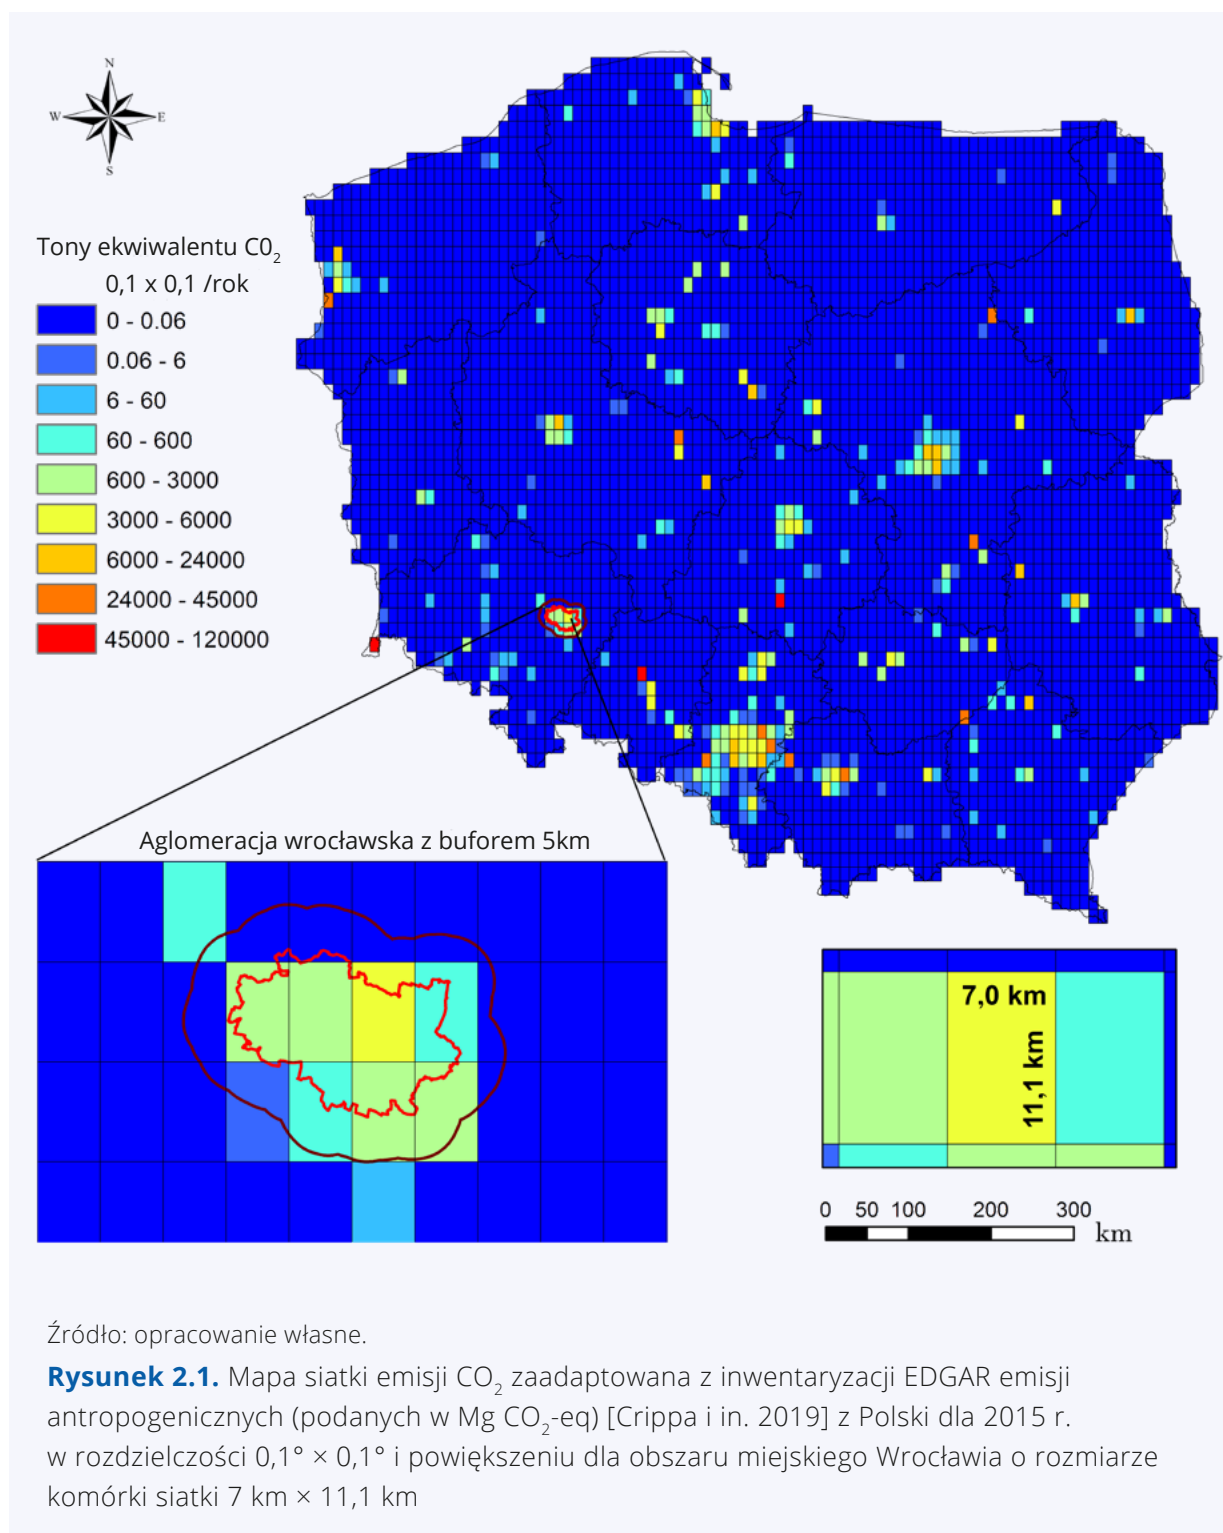 N
W
E
S
Tony ekwiwalentu C0₂
0,1 x 0,1 /rok
0 - 0.06
0.06 - 6
6 - 60
60 - 600
600 - 3000
3000 - 6000
6000 - 24000
24000 - 45000
45000 - 120000
Aglomeracja wrocławska z buforem 5km
7,0 km
11,1 km
0 50 100 200 300
km
Źródło: opracowanie własne.
Rysunek 2.1. Mapa siatki emisji CO₂ zaadaptowana z inwentaryzacji EDGAR emisji
antropogenicznych (podanych w Mg CO₂-eq) [Crippa i in. 2019] z Polski dla 2015 r.
w rozdzielczości 0,1° × 0,1° i powiększeniu dla obszaru miejskiego Wrocławia o rozmiarze
komórki siatki 7 km × 11,1 km